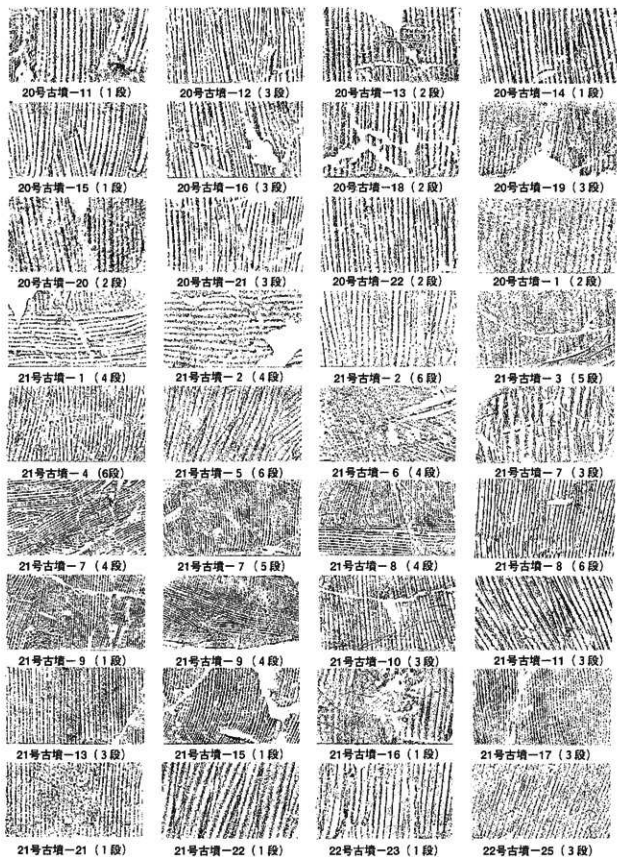 20号古墳－11（1段） 20号古墳－12（3段） 20号古墳－13（2段） 20号古墳－14（1段）
20号古墳－15（1段） 20号古墳－16（3段） 20号古墳－18（2段） 20号古墳－19（3段）
20号古墳－20（2段） 20号古墳－21（3段） 20号古墳－22（2段） 20号古墳－1（2段）
21号古墳－1（4段） 21号古墳－2（4段） 21号古墳－2（6段） 21号古墳－3（5段）
21号古墳－4（6段） 21号古墳－5（6段） 21号古墳－6（4段） 21号古墳－7（3段）
21号古墳－7（4段） 21号古墳－7（5段） 21号古墳－8（4段） 21号古墳－8（6段）
21号古墳－9（1段） 21号古墳－9（4段） 21号古墳－10（3段） 21号古墳－11（3段）
21号古墳－13（3段） 21号古墳－15（1段） 21号古墳－16（1段） 21号古墳－17（3段）
21号古墳－21（1段） 21号古墳－22（1段） 22号古墳－23（1段） 22号古墳－25（3段）